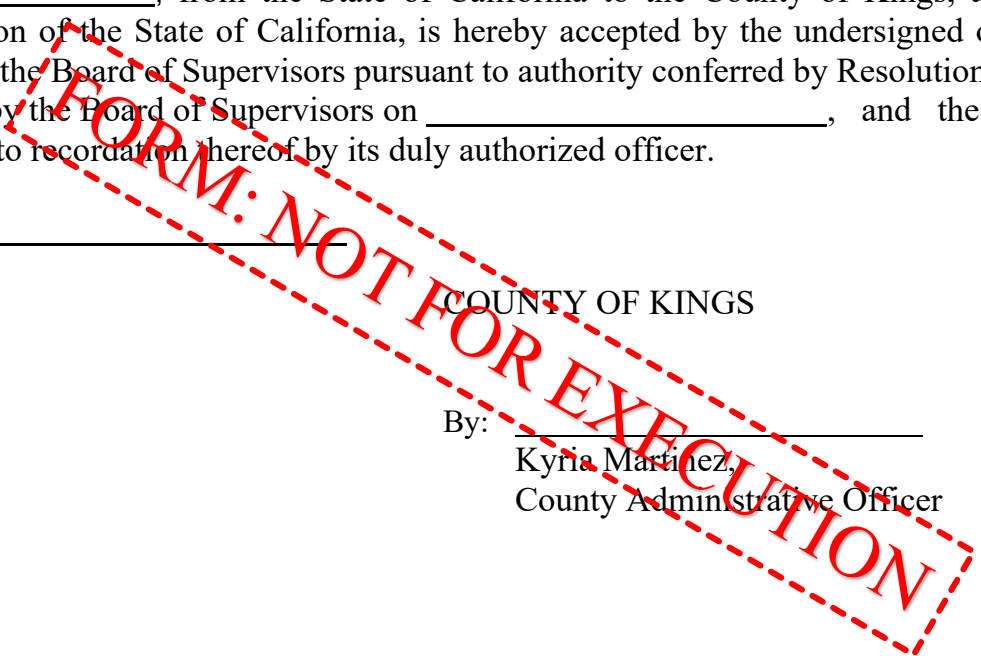 , from the State of California to the County of Kings, a
on of the State of California, is hereby accepted by the undersigned o
the Board of Supervisors pursuant to authority conferred by Resolution
by the Board of Supervisors on ____________________, and the
to recordation thereof by its duly authorized officer.
FORM: NOT FOR EXECUTION
COUNTY OF KINGS
By: ____________________
Kyria Martinez,
County Administrative Officer